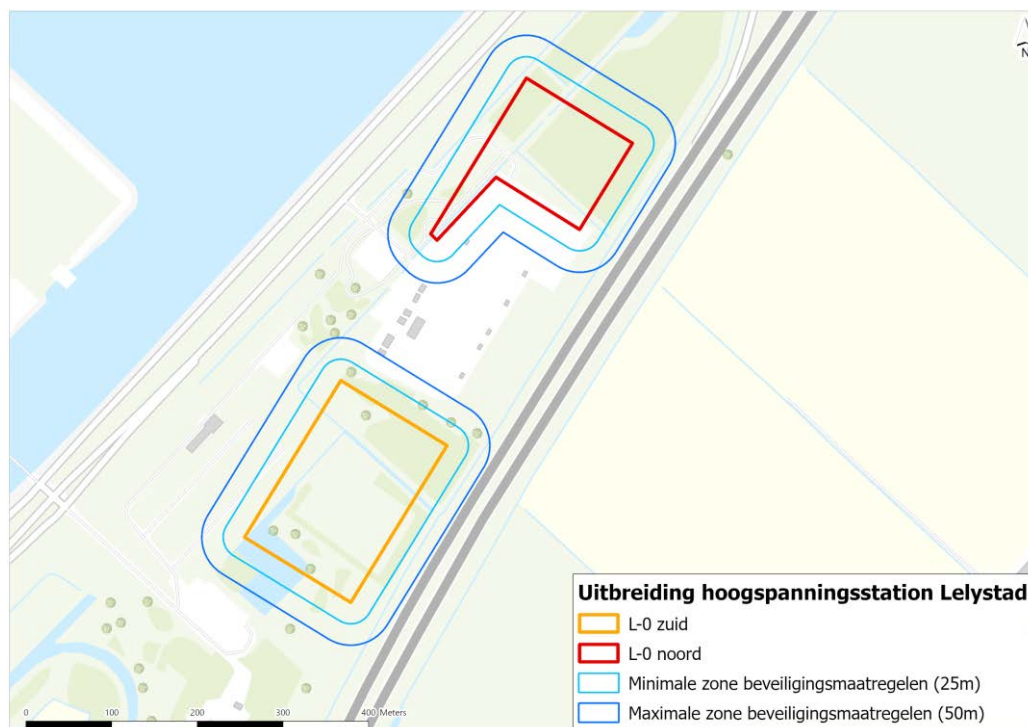 N
Uitbreiding hoogspanningsstation Lelystad
L-0 zuid
L-0 noord
Minimale zone beveiligingsmaatregelen (25m)
Maximale zone beveiligingsmaatregelen (50m)
0 100 200 300 400 Meters